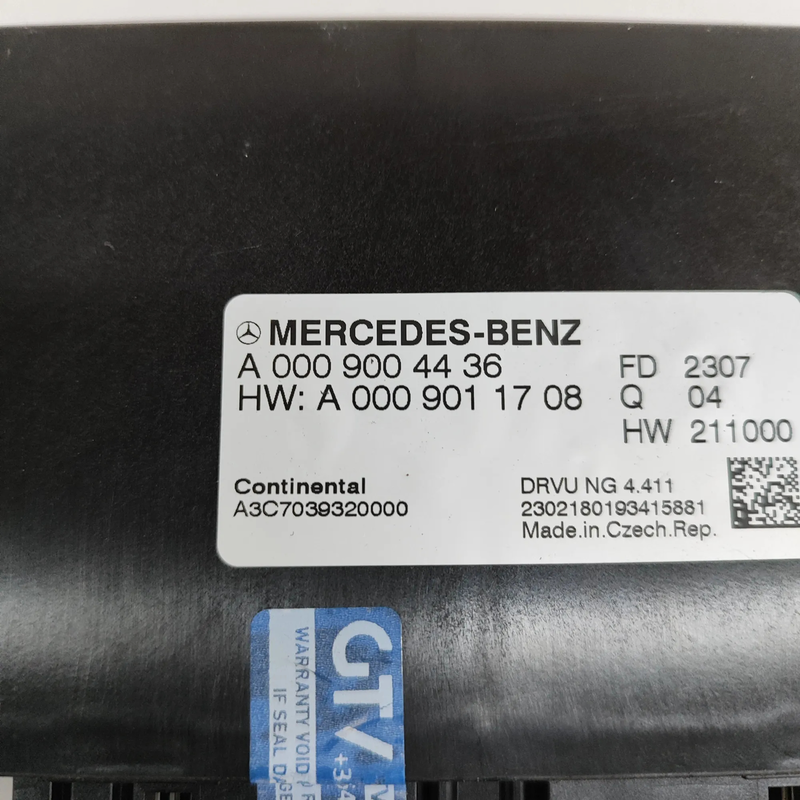 MERCEDES-BENZ
A 000 900 44 36
HW: A 000 901 17 08
FD 2307
Q 04
HW 211000
Continental
A3C7039320000
DRVU NG 4.411
2302180193415881
Made.in.Czech.Rep.
GTV
WARRANTY VOID
IF SEAL